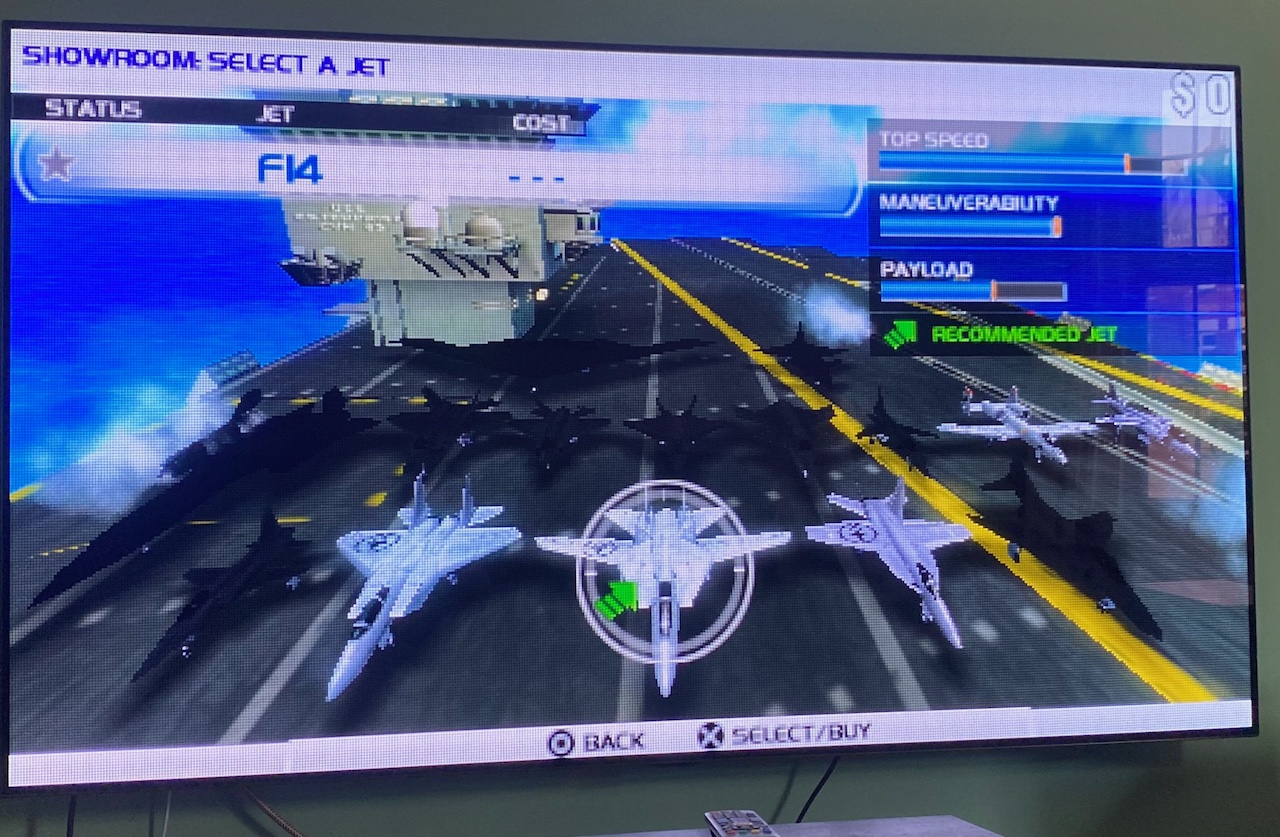 SHOWROOM: SELECT A JET
$ 0
STATUS JET COST
F14 ---
TOP SPEED
MANEUVERABILITY
PAYLOAD
RECOMMENDED JET
BACK SELECT/BUY